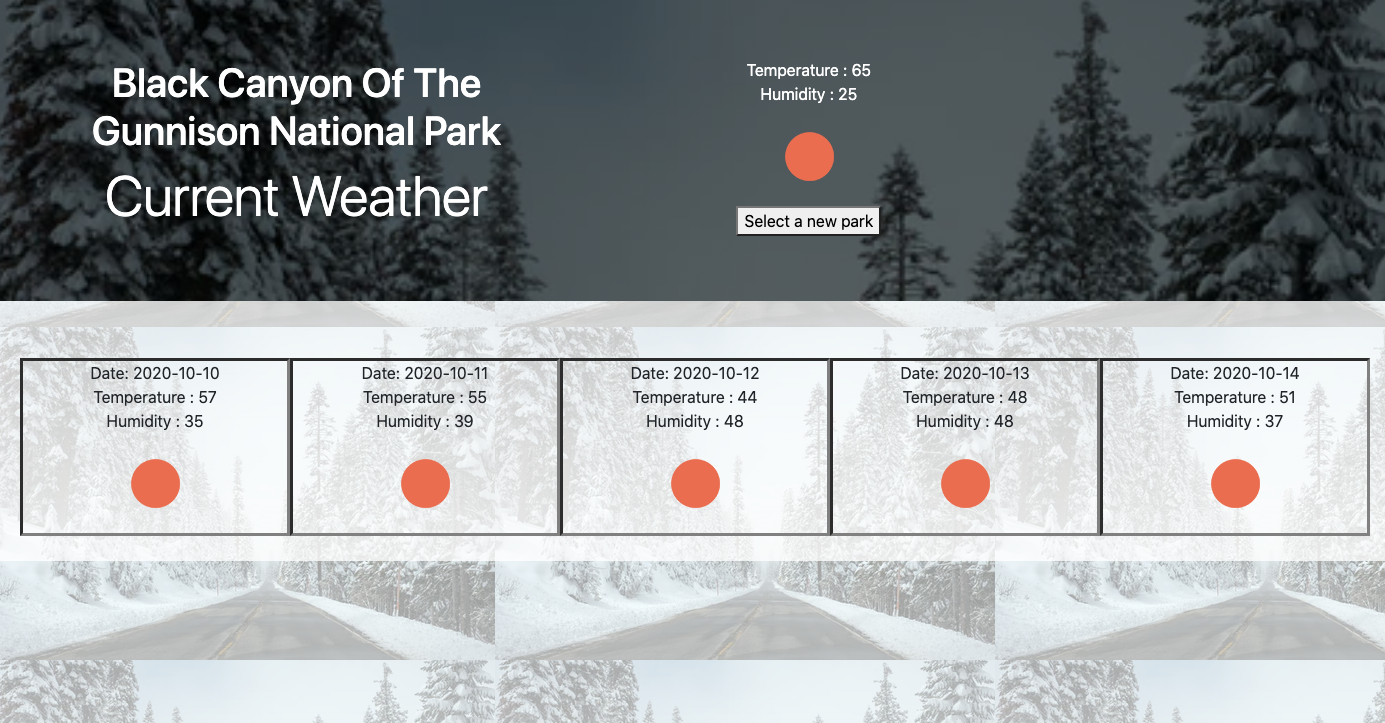 Black Canyon Of The
Gunnison National Park
Current Weather
Temperature : 65
Humidity : 25
Select a new park
Date: 2020-10-10
Temperature : 57
Humidity : 35
Date: 2020-10-11
Temperature : 55
Humidity : 39
Date: 2020-10-12
Temperature : 44
Humidity : 48
Date: 2020-10-13
Temperature : 48
Humidity : 48
Date: 2020-10-14
Temperature : 51
Humidity : 37